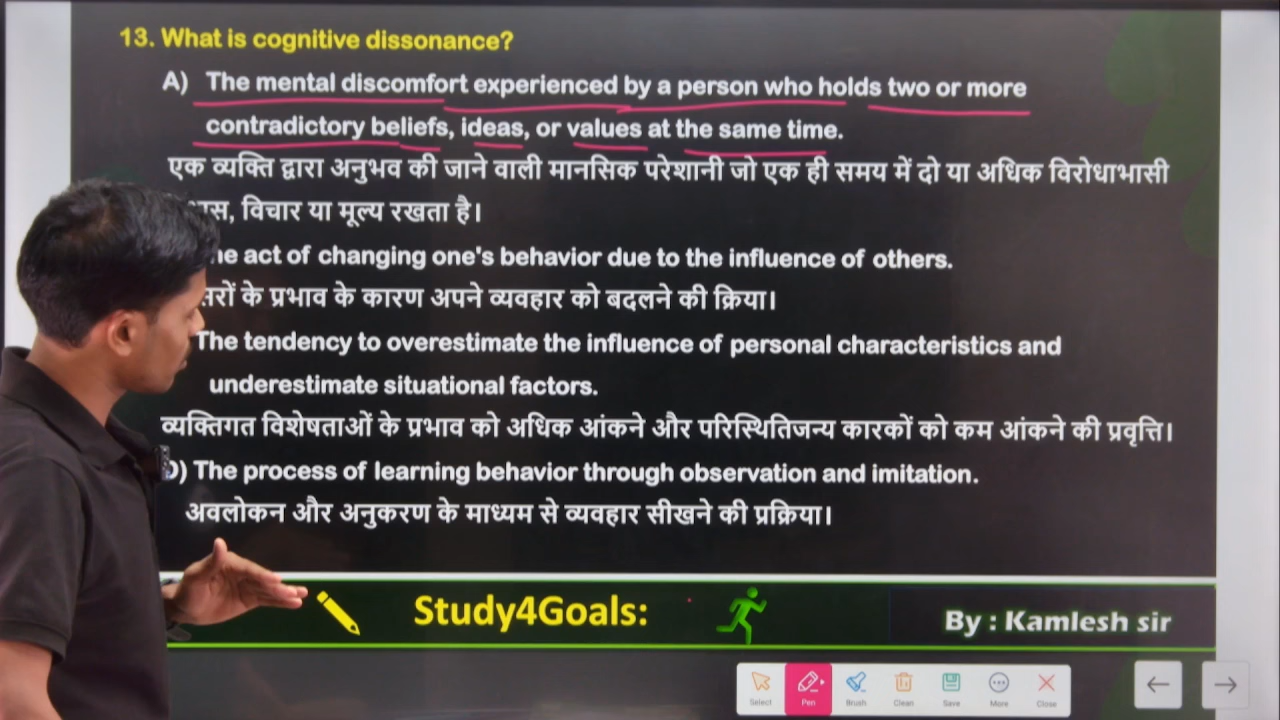 13. What is cognitive dissonance?
A) The mental discomfort experienced by a person who holds two or more
contradictory beliefs, ideas, or values at the same time.
एक व्यक्ति द्वारा अनुभव की जाने वाली मानसिक परेशानी जो एक ही समय में दो या अधिक विरोधाभासी
विचार या मूल्य रखता है।
act of changing one's behavior due to the influence of others.
के प्रभाव के कारण अपने व्यवहार को बदलने की क्रिया।
The tendency to overestimate the influence of personal characteristics and
underestimate situational factors.
व्यक्तिगत विशेषताओं के प्रभाव को अधिक आंकने और परिस्थितिजन्य कारकों को कम आंकने की प्रवृत्ति।
D) The process of learning behavior through observation and imitation.
अवलोकन और अनुकरण के माध्यम से व्यवहार सीखने की प्रक्रिया।
Study4Goals:
By : Kamlesh sir
Select Pen Brush Clean Save More Close